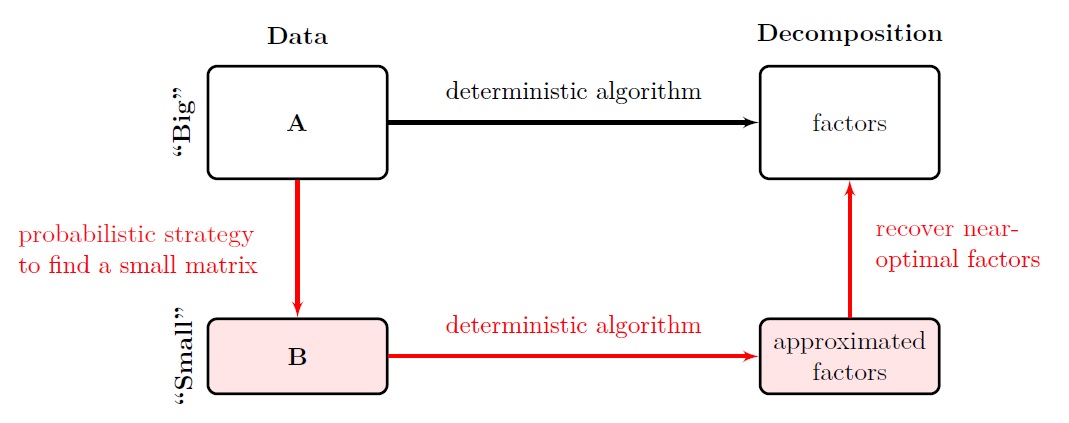 Data
Decomposition
“Big”
A
deterministic algorithm
factors
probabilistic strategy
to find a small matrix
recover near-
optimal factors
“Small”
B
deterministic algorithm
approximated
factors